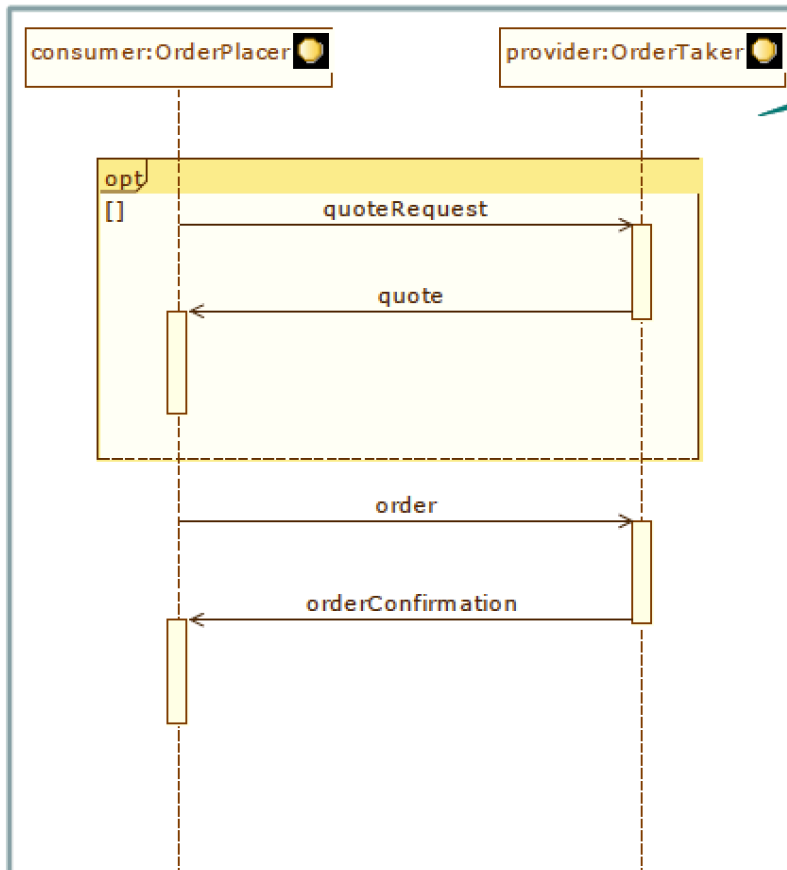 consumer:OrderPlacer
provider:OrderTaker
opt
[]
quoteRequest
quote
order
orderConfirmation